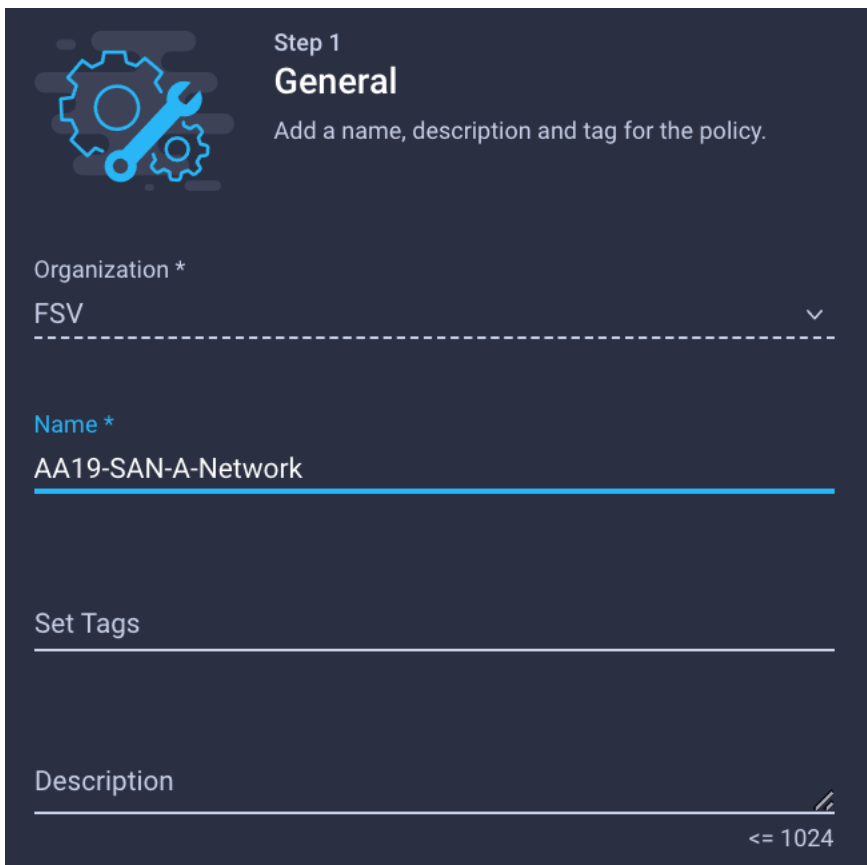 Step 1
General
Add a name, description and tag for the policy.
Organization *
FSV
Name *
AA19-SAN-A-Network
Set Tags
Description
<= 1024